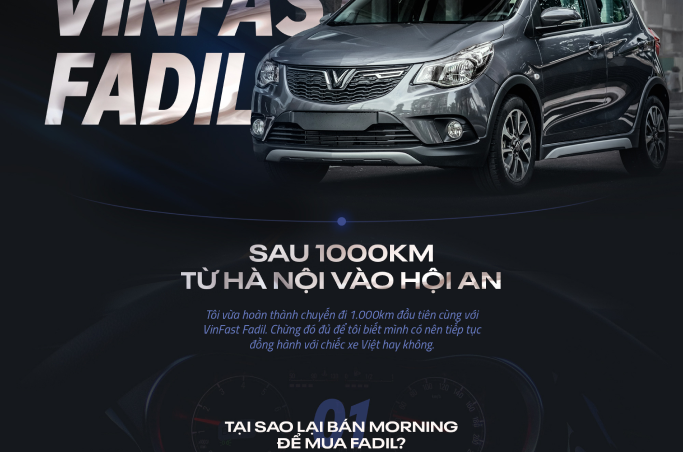 VINFAST
FADIL
SAU 1000KM
TỪ HÀ NỘI VÀO HỘI AN
Tôi vừa hoàn thành chuyến đi 1.000km đầu tiên cùng với
VinFast Fadil. Chừng đó đủ để tôi biết mình có nên tiếp tục
đồng hành với chiếc xe Việt hay không.
01
TẠI SAO LẠI BÁN MORNING
ĐỂ MUA FADIL?